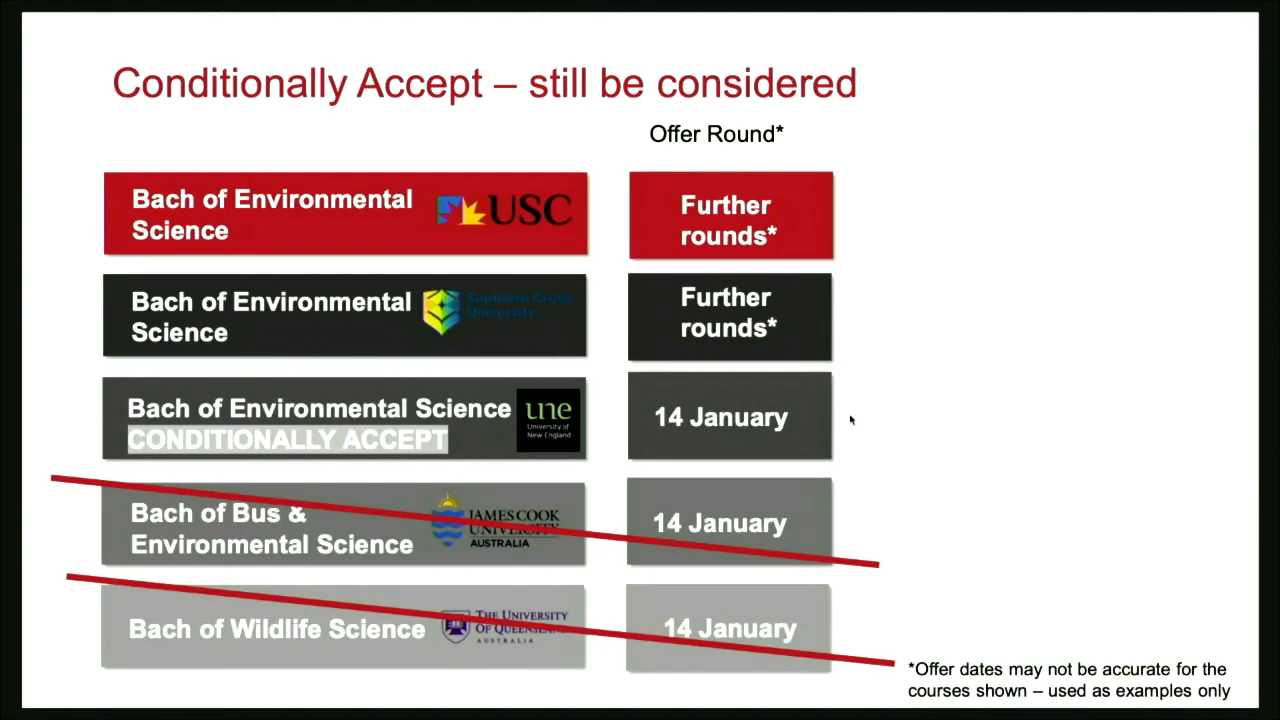 Conditionally Accept – still be considered
Offer Round*
Bach of Environmental
Science
USC
Further
rounds*
Bach of Environmental
Science
Southern Cross
University
Further
rounds*
Bach of Environmental Science
CONDITIONALLY ACCEPT
une
University of
New England
14 January
Bach of Bus &
Environmental Science
JAMES COOK
UNIVERSITY
AUSTRALIA
14 January
Bach of Wildlife Science
THE UNIVERSITY
OF QUEENSLAND
AUSTRALIA
14 January
*Offer dates may not be accurate for the
courses shown – used as examples only